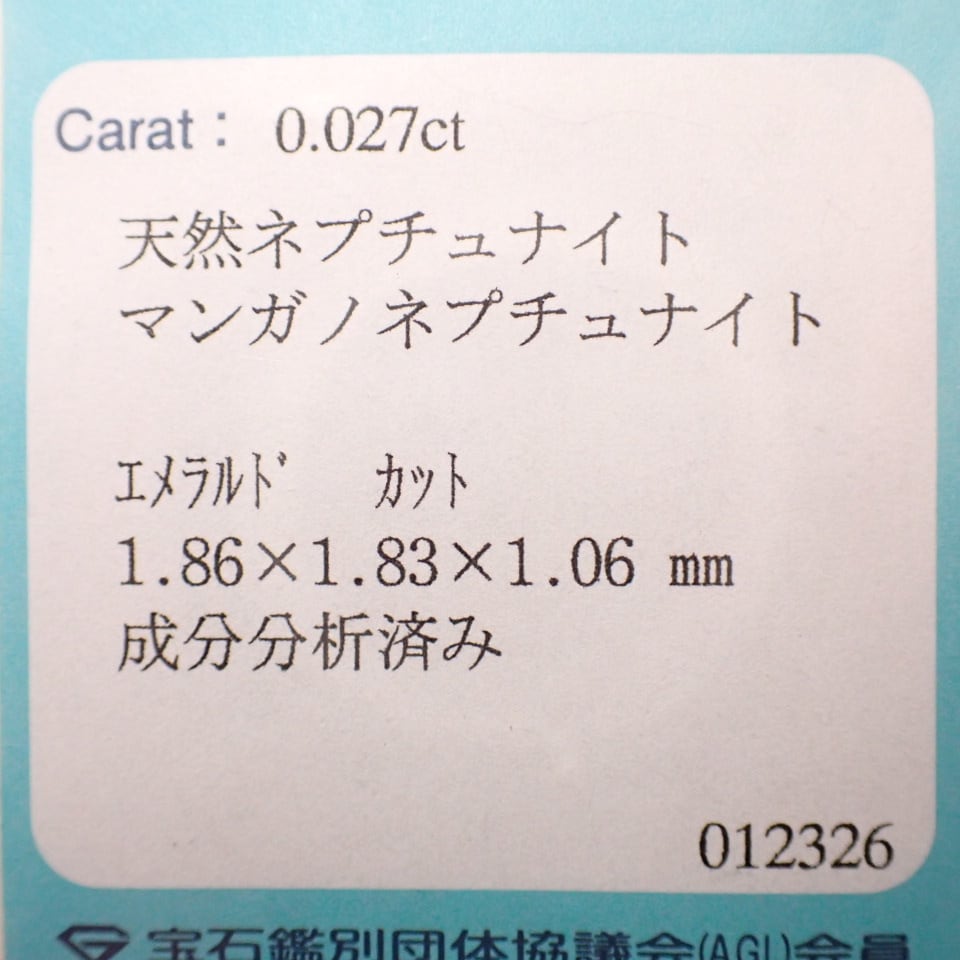 Carat： 0.027ct
天然ネプチュナイト
マンガノネプチュナイト
ｴﾒﾗﾙﾄﾞ ｶｯﾄ
1.86×1.83×1.06 mm
成分分析済み
012326
宝石鑑別団体協議会(AGL)会員